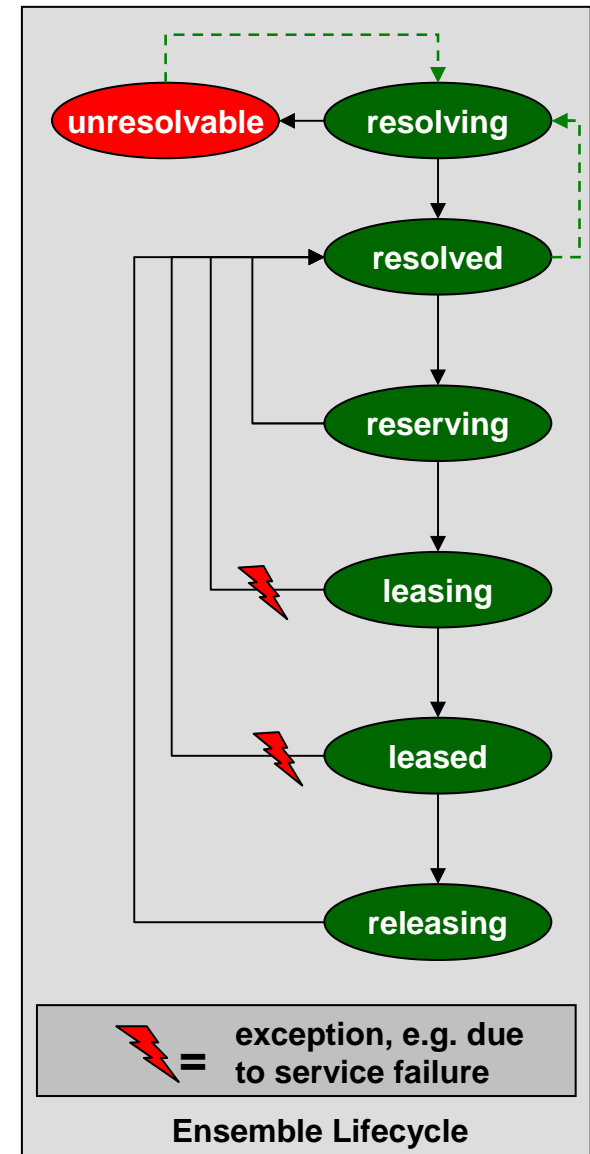 unresolvable
resolving
resolved
reserving
leasing
leased
releasing
= exception, e.g. due
to service failure
Ensemble Lifecycle